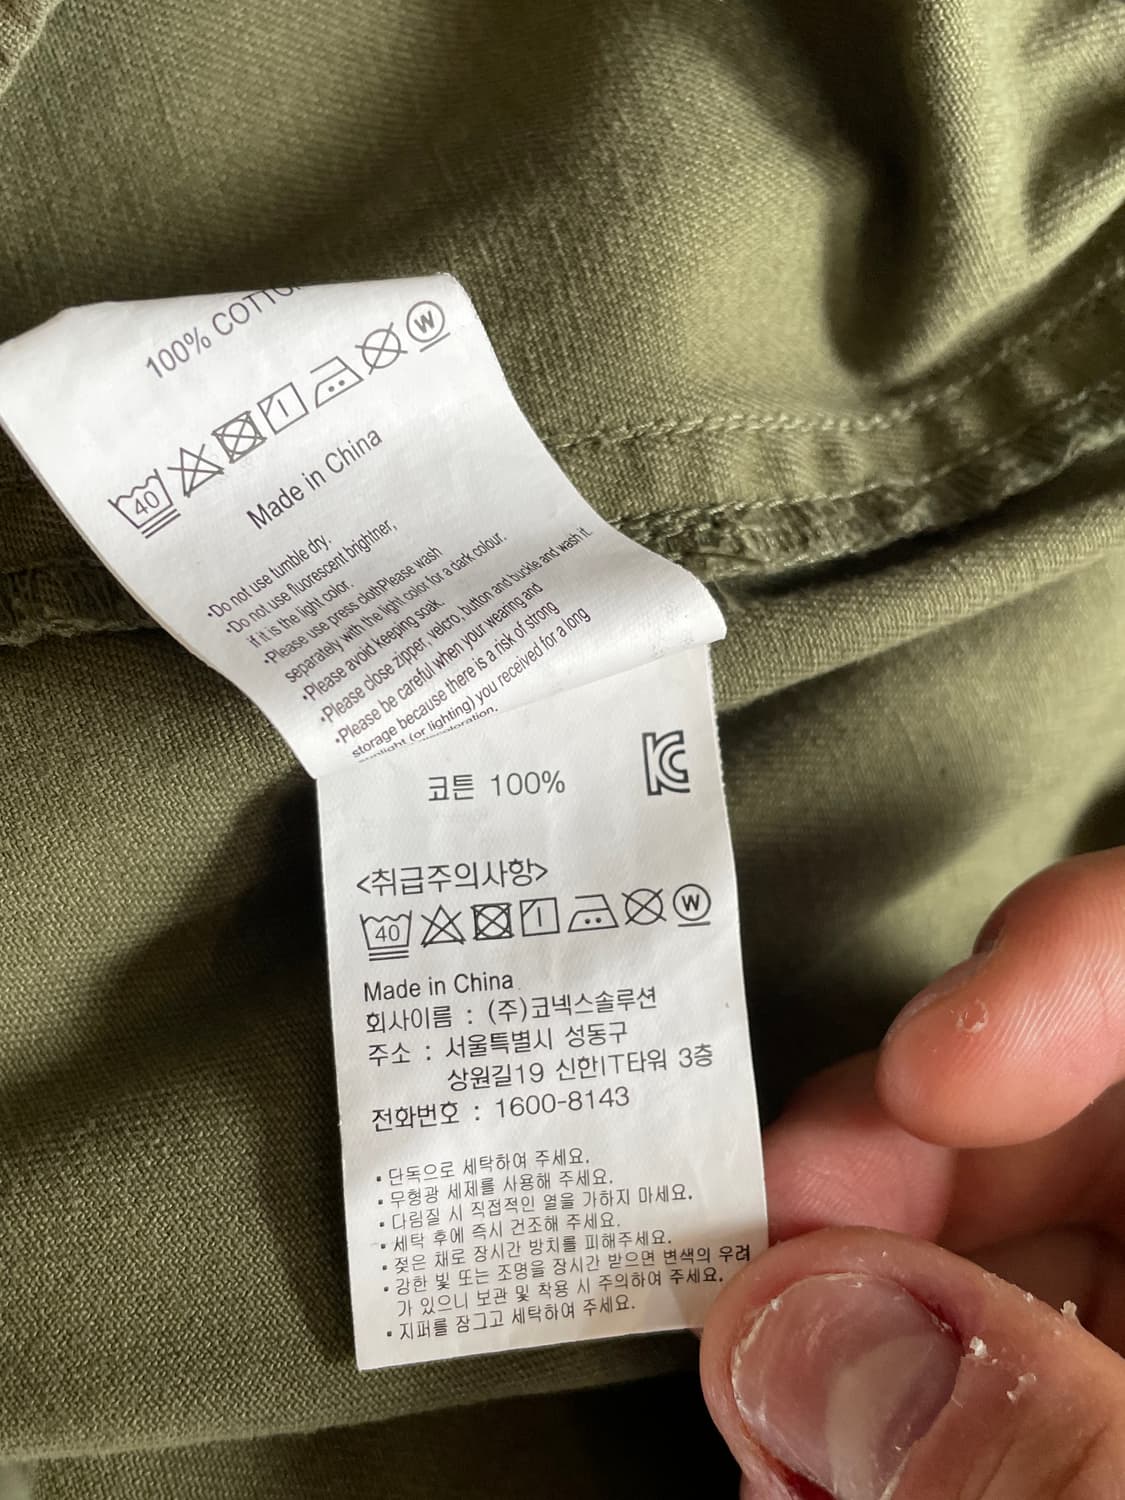 100% COTTON
40 W
Made in China
•Do not use tumble dry.
•Do not use fluorescent brightner,
if it is the light color.
•Please use press clothPlease wash
separately with the light color for a dark colour.
•Please avoid keeping soak.
•Please close zipper, velcro, button and buckle and wash it.
•Please be careful when your wearing and
storage because there is a risk of strong
sunlight (or lighting) you received for a long
discoloration.
코튼 100%
KC
<취급주의사항>
40 W
Made in China
회사이름 : (주)코넥스솔루션
주소 : 서울특별시 성동구
상원길19 신한IT타워 3층
전화번호 : 1600-8143
• 단독으로 세탁하여 주세요.
• 무형광 세제를 사용해 주세요.
• 다림질 시 직접적인 열을 가하지 마세요.
• 세탁 후에 즉시 건조해 주세요.
• 젖은 채로 장시간 방치를 피해주세요.
• 강한 빛 또는 조명을 장시간 받으면 변색의 우려
가 있으니 보관 및 착용 시 주의하여 주세요.
• 지퍼를 잠그고 세탁하여 주세요.